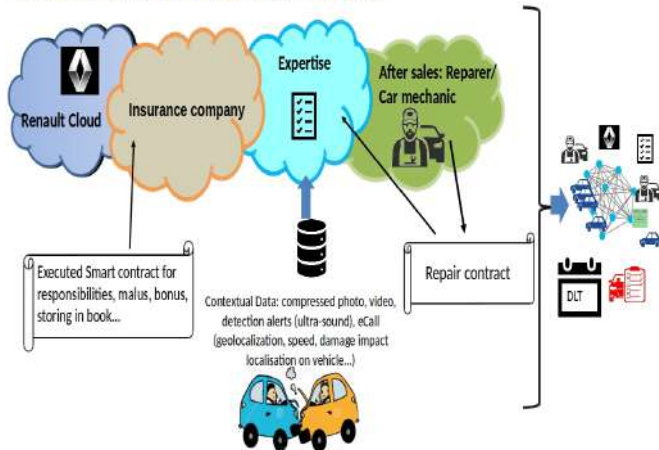 Renault Cloud
Insurance company
Expertise
After sales: Reparer/
Car mechanic
Executed Smart contract for
responsibilities, malus, bonus,
storing in book...
Contextual Data: compressed photo, video,
detection alerts (ultra-sound), eCall
(geolocalization, speed, damage impact
localisation on vehicle...)
Repair contract
DLT